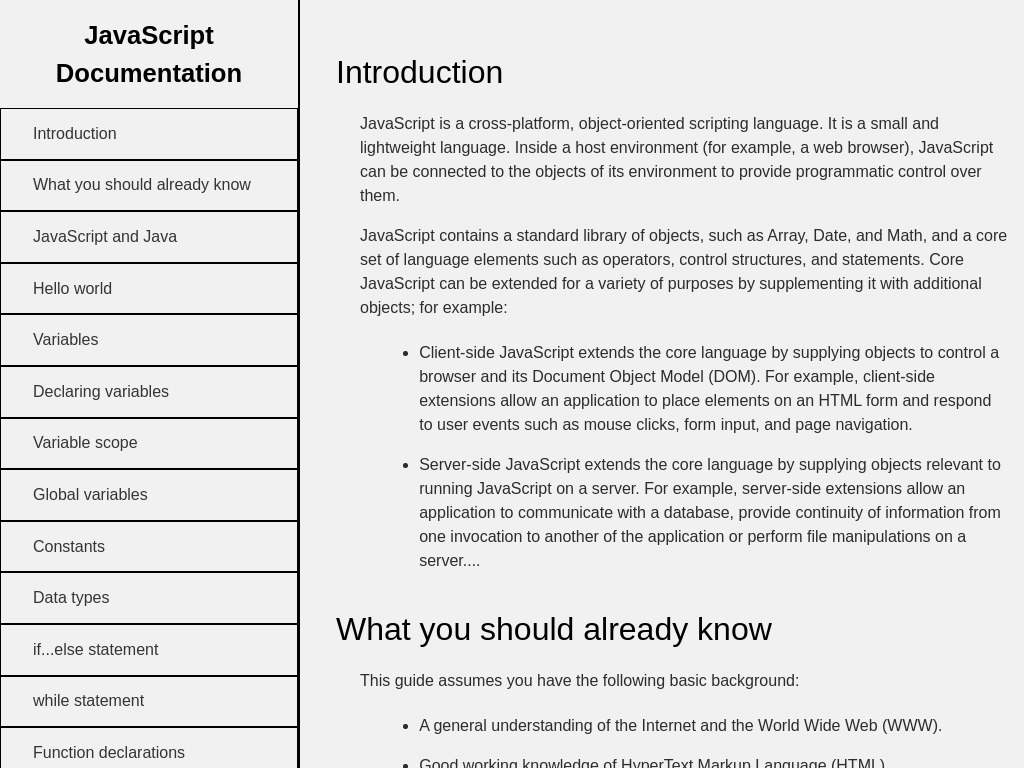 JavaScript
Documentation
Introduction
What you should already know
JavaScript and Java
Hello world
Variables
Declaring variables
Variable scope
Global variables
Constants
Data types
if...else statement
while statement
Function declarations
Introduction
JavaScript is a cross-platform, object-oriented scripting language. It is a small and
lightweight language. Inside a host environment (for example, a web browser), JavaScript
can be connected to the objects of its environment to provide programmatic control over
them.
JavaScript contains a standard library of objects, such as Array, Date, and Math, and a core
set of language elements such as operators, control structures, and statements. Core
JavaScript can be extended for a variety of purposes by supplementing it with additional
objects; for example:
• Client-side JavaScript extends the core language by supplying objects to control a
browser and its Document Object Model (DOM). For example, client-side
extensions allow an application to place elements on an HTML form and respond
to user events such as mouse clicks, form input, and page navigation.
• Server-side JavaScript extends the core language by supplying objects relevant to
running JavaScript on a server. For example, server-side extensions allow an
application to communicate with a database, provide continuity of information from
one invocation to another of the application or perform file manipulations on a
server....
What you should already know
This guide assumes you have the following basic background:
• A general understanding of the Internet and the World Wide Web (WWW).
• Good working knowledge of HyperText Markup Language (HTML).